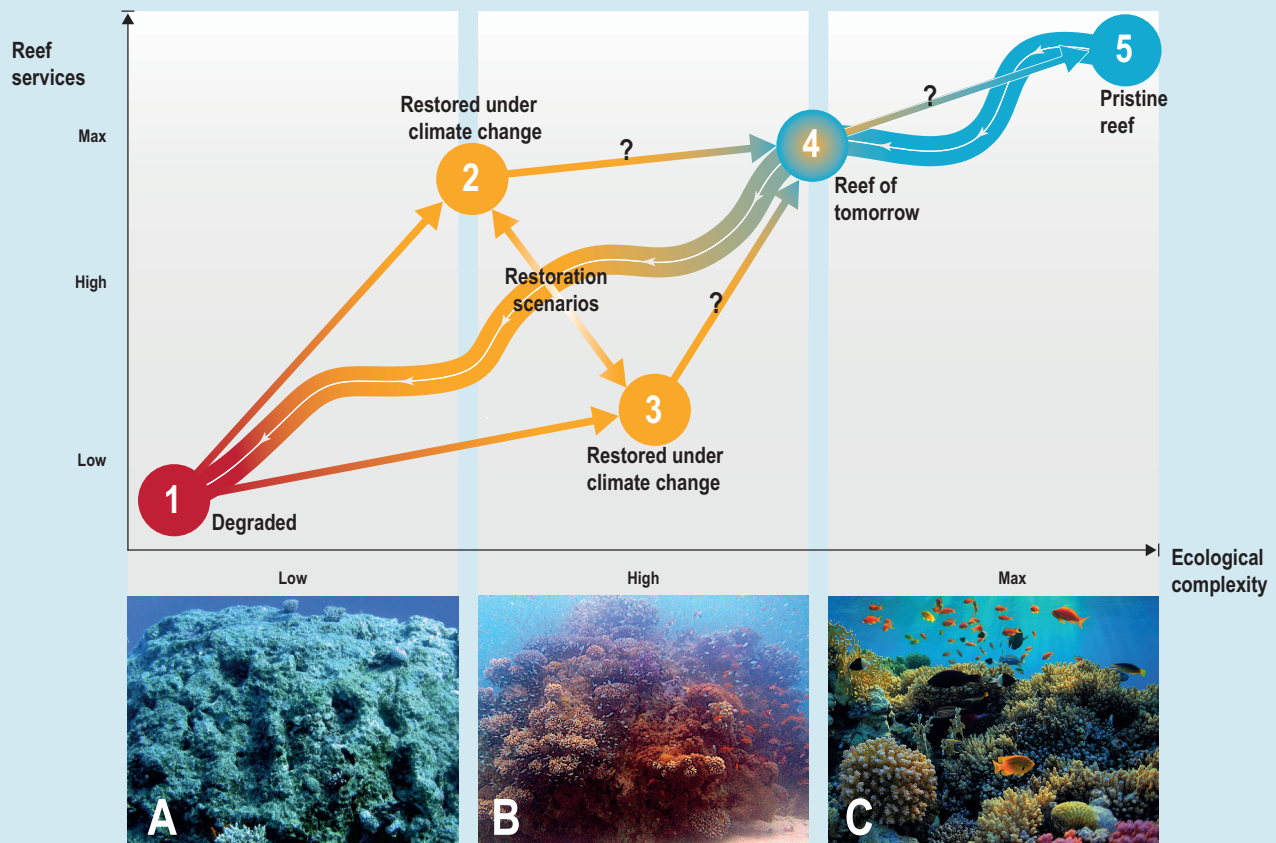 Reef
services
Max
High
Low
5
Pristine
reef
?
Restored under
climate change
2
?
4
Reef of
tomorrow
Restoration
scenarios
?
3
Restored under
climate change
1
Degraded
Low
High
Max
Ecological
complexity
A
B
C